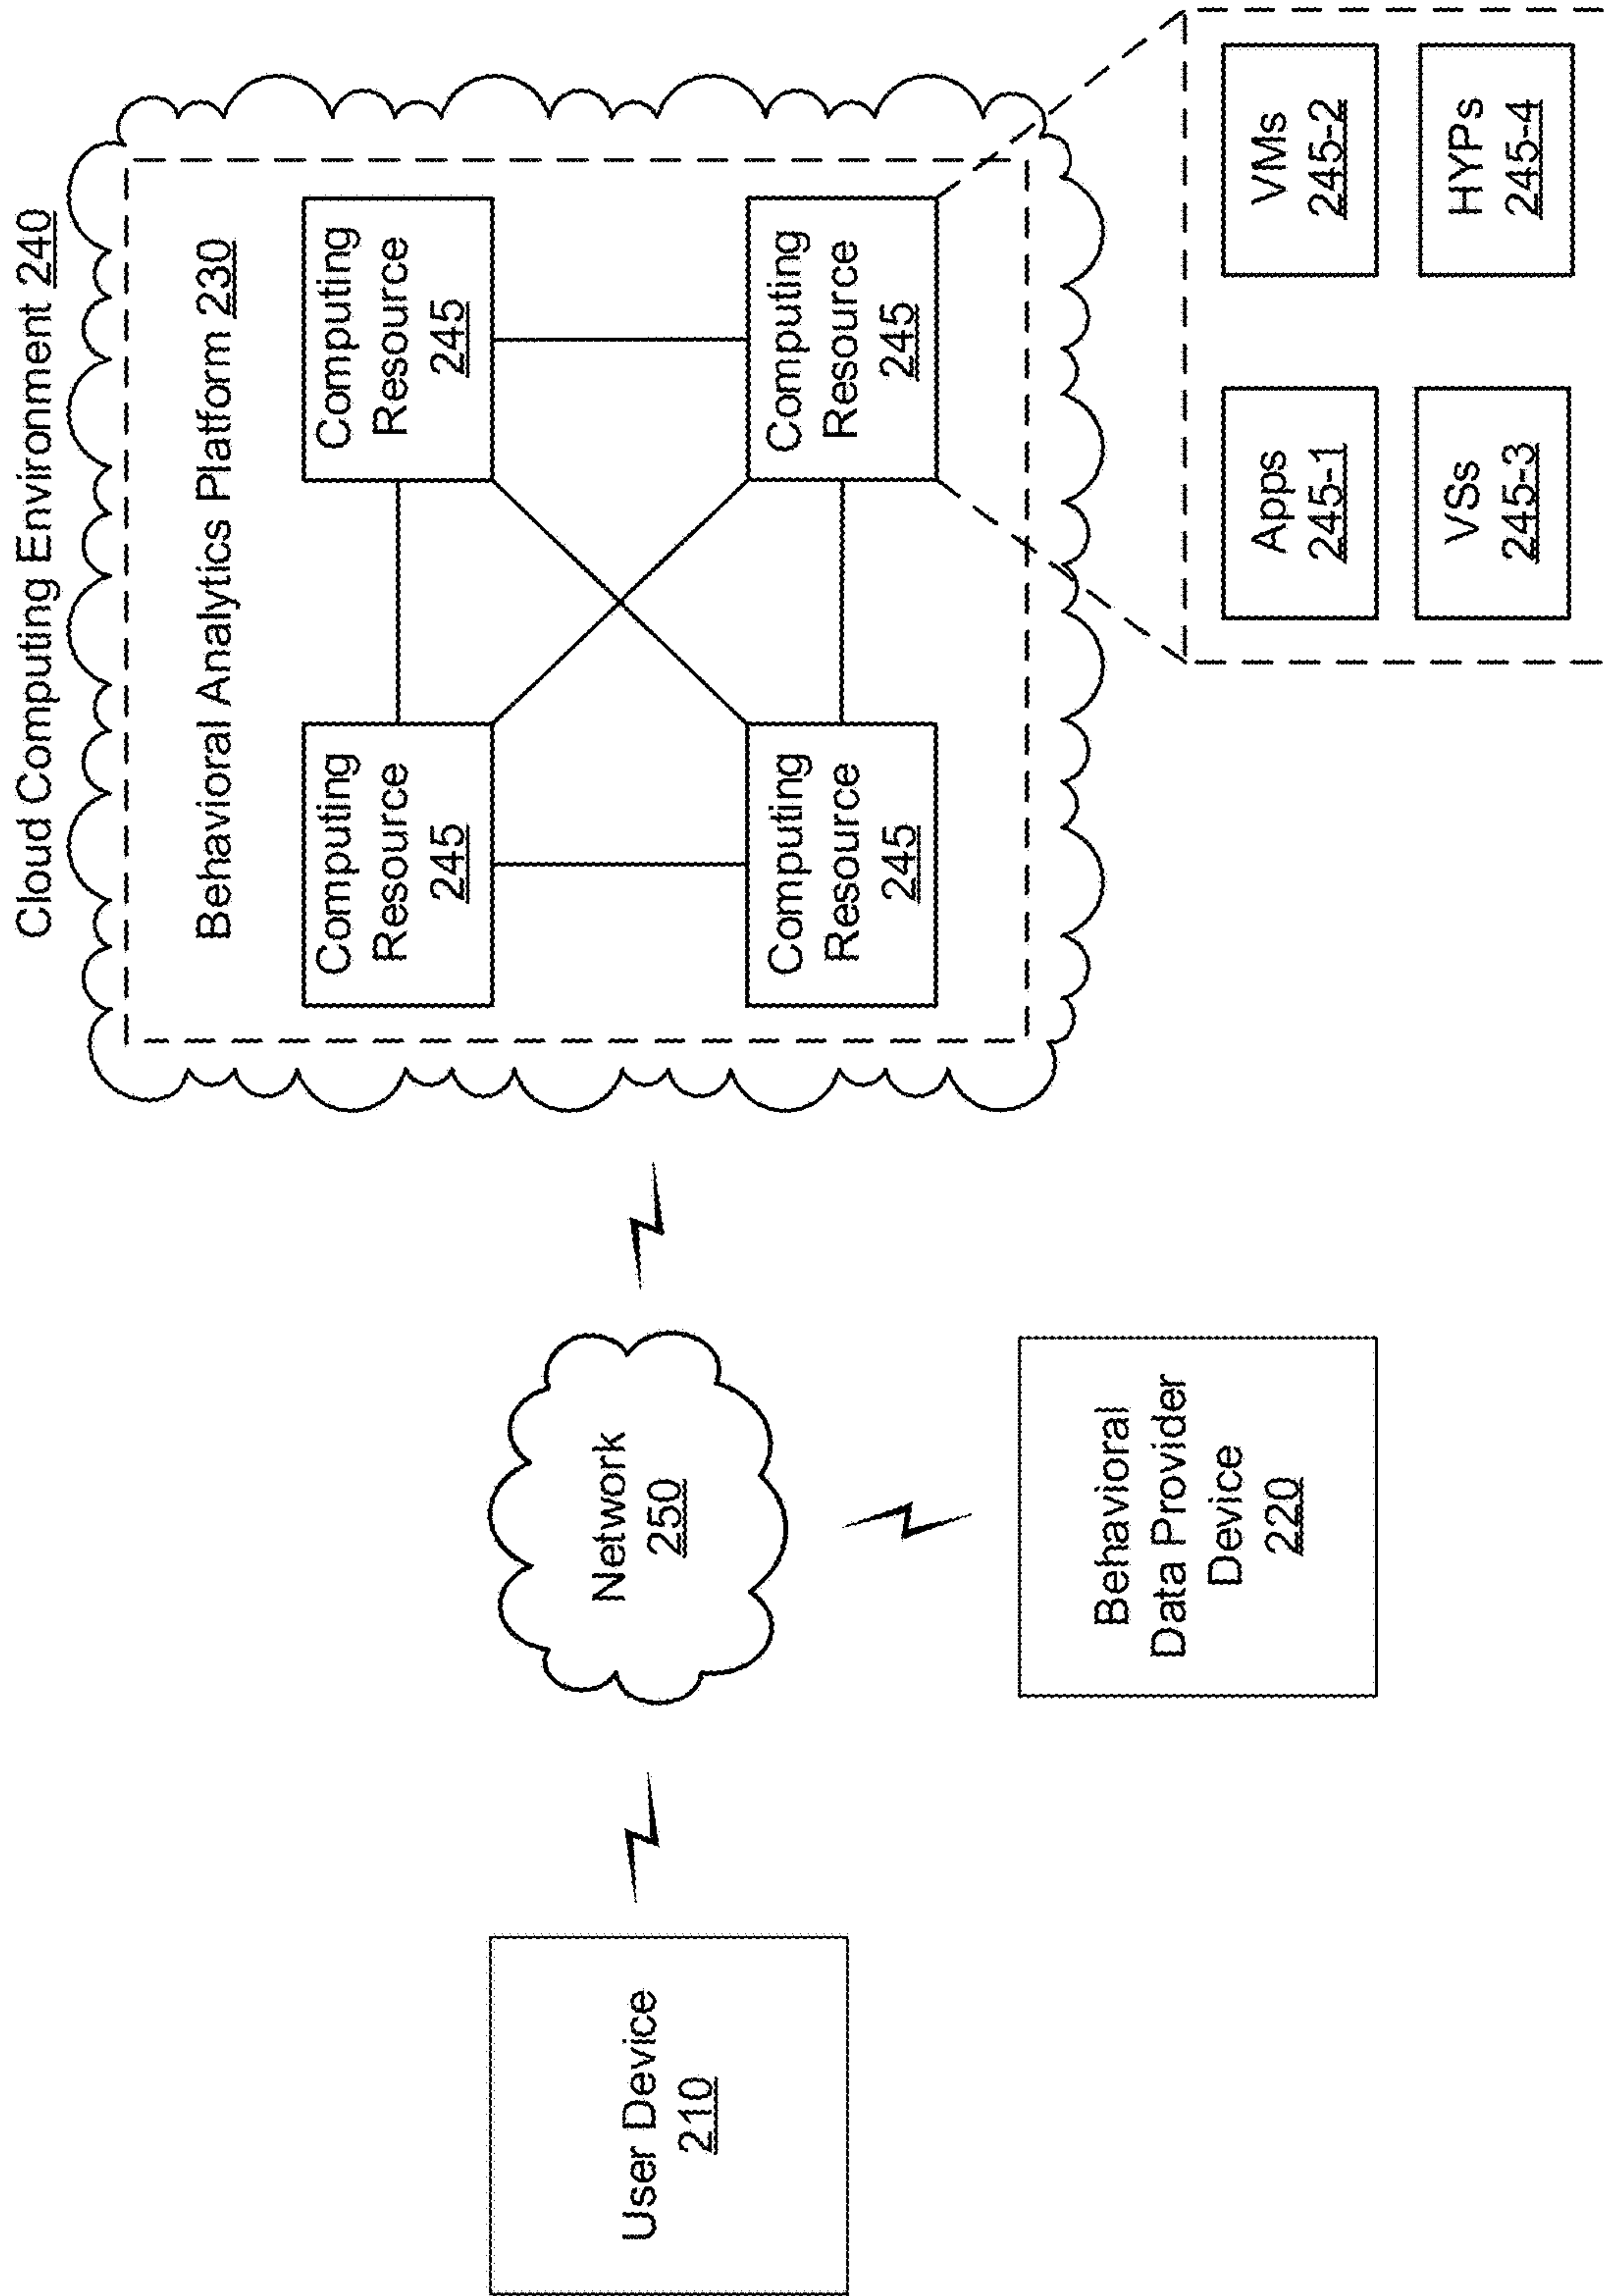 Cloud Computing Environment 240
Behavioral Analytics Platform 230
Computing
Resource
245
Computing
Resource
245
Computing
Resource
245
Computing
Resource
245
User Device
210
Network
250
Behavioral
Data Provider
Device
220
Apps
245-1
VMs
245-2
VSs
245-3
HYPs
245-4